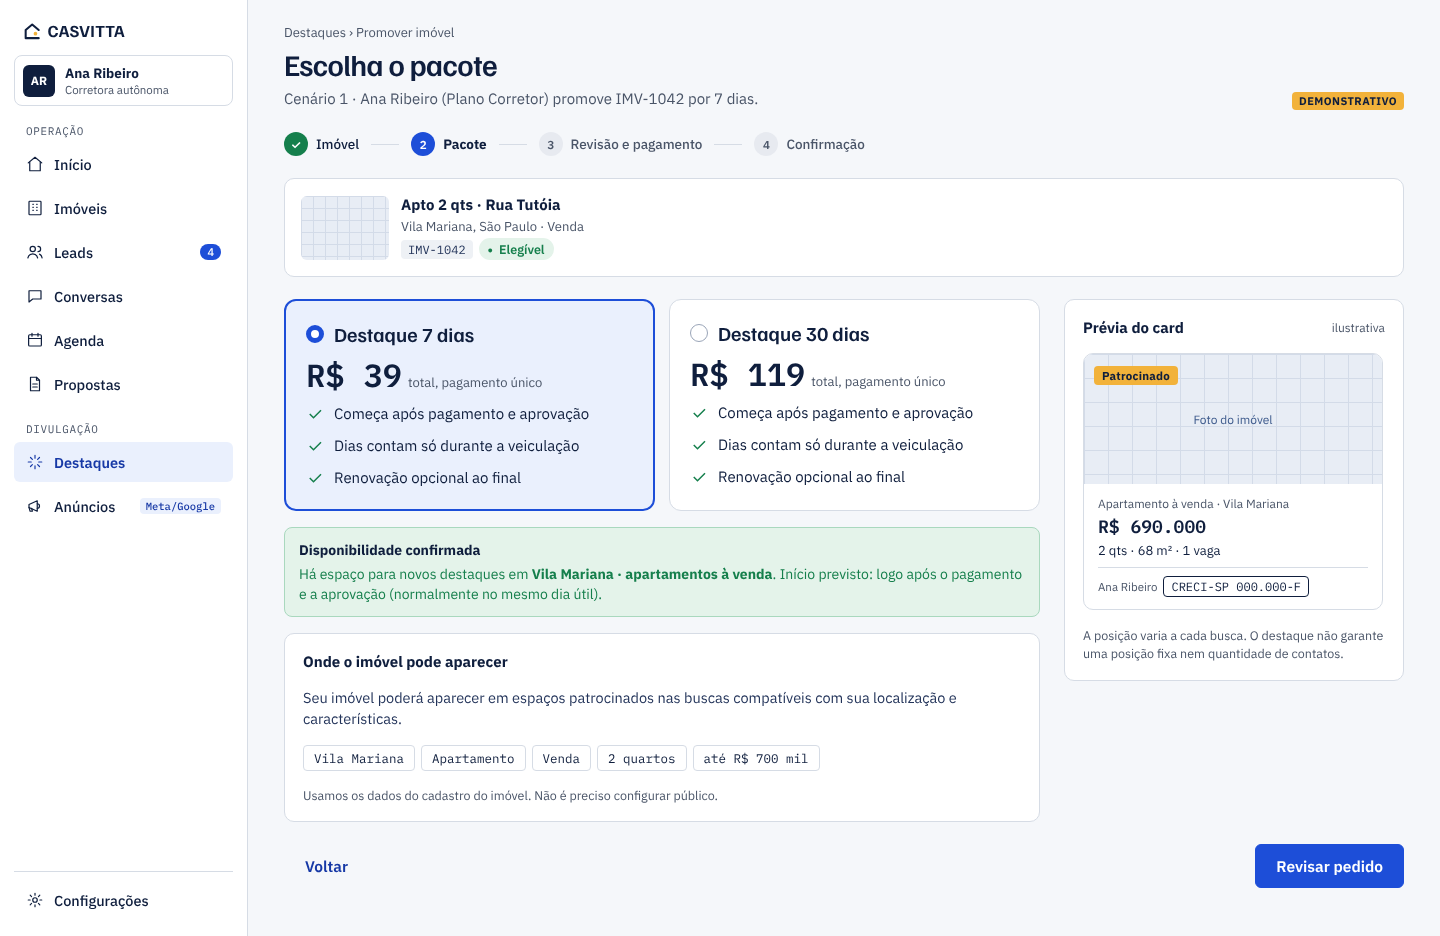 CASVITTA
AR
Ana Ribeiro
Corretora autônoma
OPERAÇÃO
Início
Imóveis
Leads
4
Conversas
Agenda
Propostas
DIVULGAÇÃO
Destaques
Anúncios
Meta/Google
Configurações
Destaques › Promover imóvel
Escolha o pacote
Cenário 1 · Ana Ribeiro (Plano Corretor) promove IMV-1042 por 7 dias.
DEMONSTRATIVO
Imóvel
2 Pacote
3 Revisão e pagamento
4 Confirmação
Apto 2 qts · Rua Tutóia
Vila Mariana, São Paulo · Venda
IMV-1042
• Elegível
Destaque 7 dias
R$ 39 total, pagamento único
Começa após pagamento e aprovação
Dias contam só durante a veiculação
Renovação opcional ao final
Destaque 30 dias
R$ 119 total, pagamento único
Começa após pagamento e aprovação
Dias contam só durante a veiculação
Renovação opcional ao final
Disponibilidade confirmada
Há espaço para novos destaques em Vila Mariana · apartamentos à venda. Início previsto: logo após o pagamento
e a aprovação (normalmente no mesmo dia útil).
Onde o imóvel pode aparecer
Seu imóvel poderá aparecer em espaços patrocinados nas buscas compatíveis com sua localização e
características.
Vila Mariana
Apartamento
Venda
2 quartos
até R$ 700 mil
Usamos os dados do cadastro do imóvel. Não é preciso configurar público.
Prévia do card
ilustrativa
Patrocinado
Foto do imóvel
Apartamento à venda · Vila Mariana
R$ 690.000
2 qts · 68 m² · 1 vaga
Ana Ribeiro
CRECI-SP 000.000-F
A posição varia a cada busca. O destaque não garante
uma posição fixa nem quantidade de contatos.
Voltar
Revisar pedido